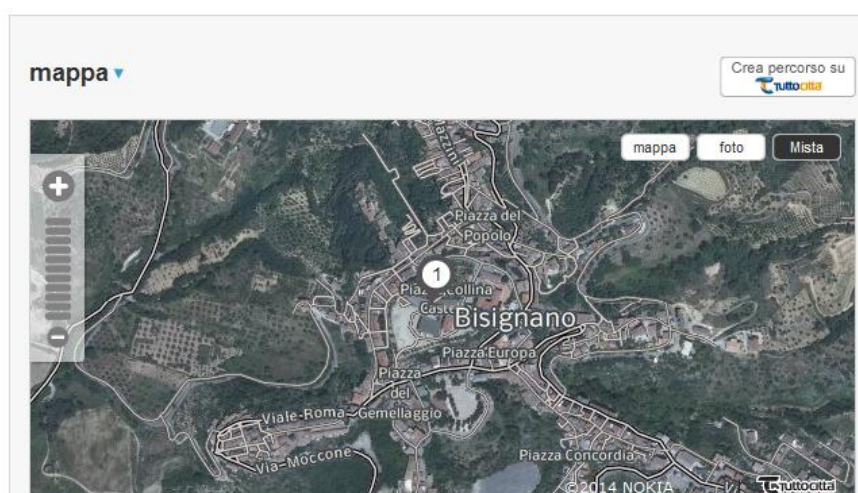 mappa
Crea percorso su
Tuttocittà
mappa
foto
Mista
Mazzini
Piazza del
Popolo
1
Collina
Bisignano
Piazza Europa
Piazza
del
Gemellaggio
Viale Roma
Via Moccone
Piazza Concordia
©2014 NOKIA
Tuttocittà